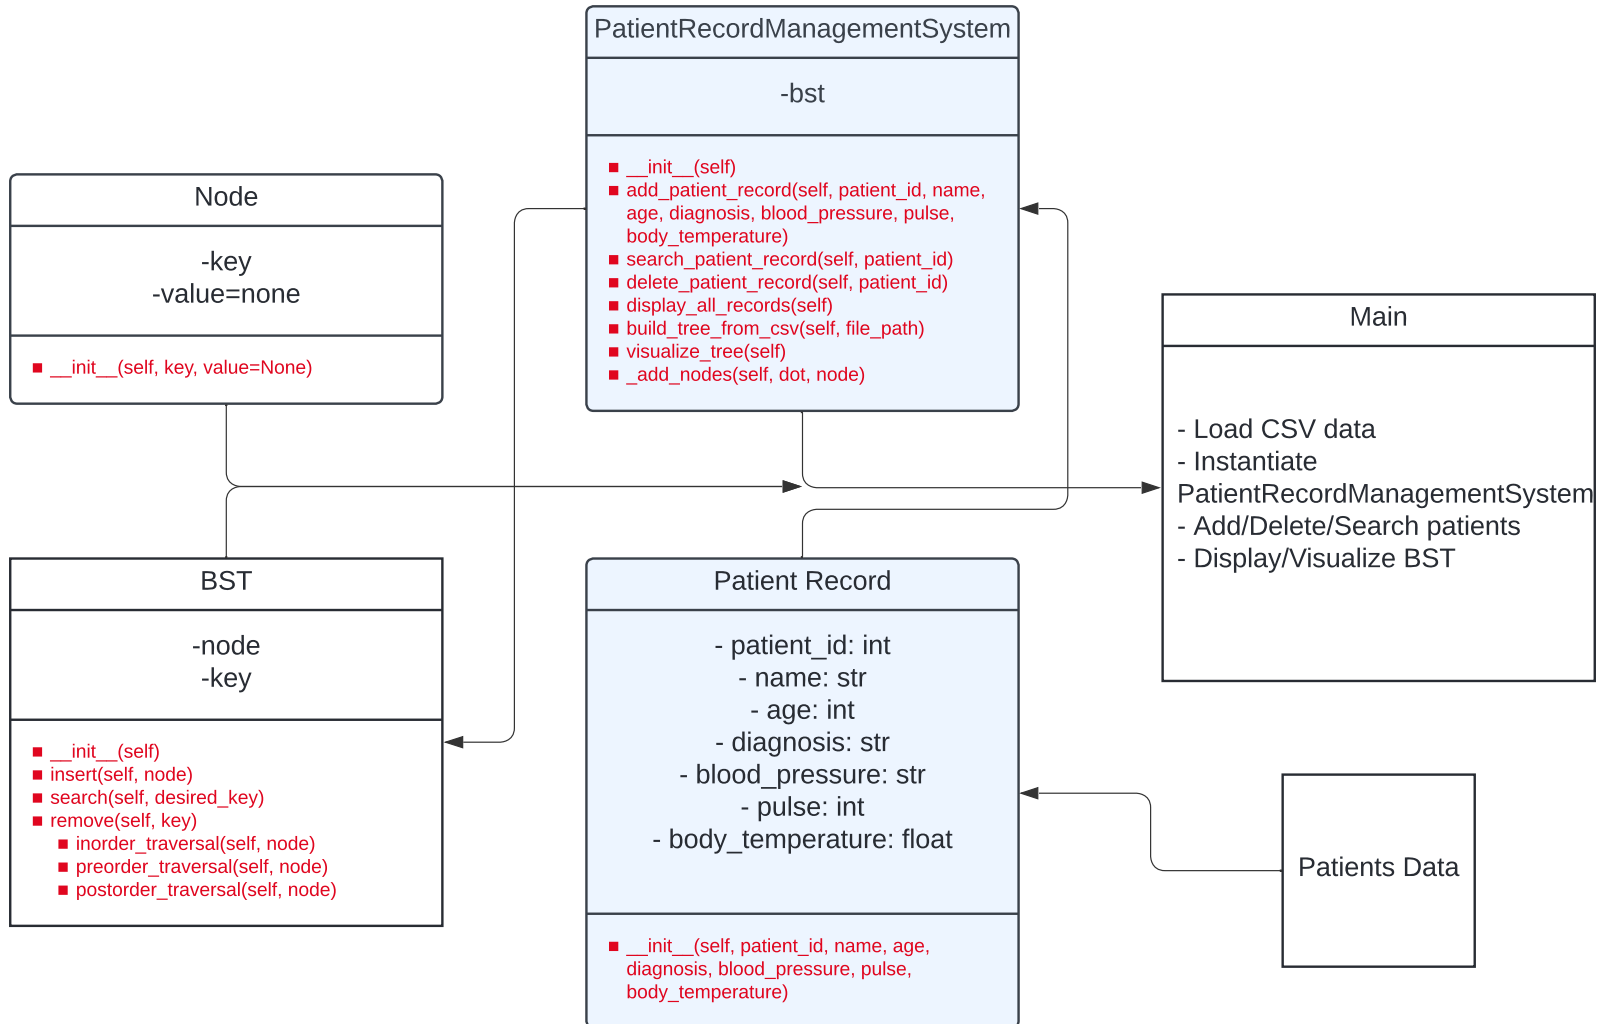 PatientRecordManagementSystem
-bst
__init__(self)
add_patient_record(self, patient_id, name,
age, diagnosis, blood_pressure, pulse,
body_temperature)
search_patient_record(self, patient_id)
delete_patient_record(self, patient_id)
display_all_records(self)
build_tree_from_csv(self, file_path)
visualize_tree(self)
_add_nodes(self, dot, node)
Node
-key
-value=none
__init__(self, key, value=None)
Main
- Load CSV data
- Instantiate
PatientRecordManagementSystem
- Add/Delete/Search patients
- Display/Visualize BST
BST
-node
-key
__init__(self)
insert(self, node)
search(self, desired_key)
remove(self, key)
inorder_traversal(self, node)
preorder_traversal(self, node)
postorder_traversal(self, node)
Patient Record
- patient_id: int
- name: str
- age: int
- diagnosis: str
- blood_pressure: str
- pulse: int
- body_temperature: float
__init__(self, patient_id, name, age,
diagnosis, blood_pressure, pulse,
body_temperature)
Patients Data